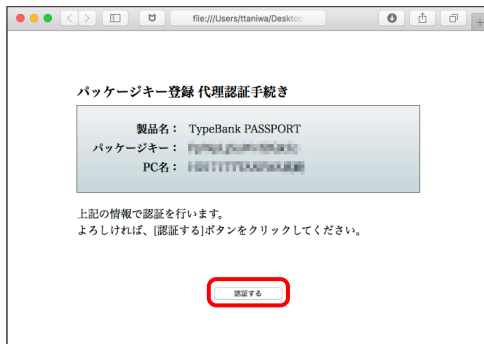 file:///Users/ttaniwa/Desktop
パッケージキー登録 代理認証手続き
製品名： TypeBank PASSPORT
パッケージキー：
PC名：
上記の情報で認証を行います。
よろしければ、[認証する]ボタンをクリックしてください。
認証する